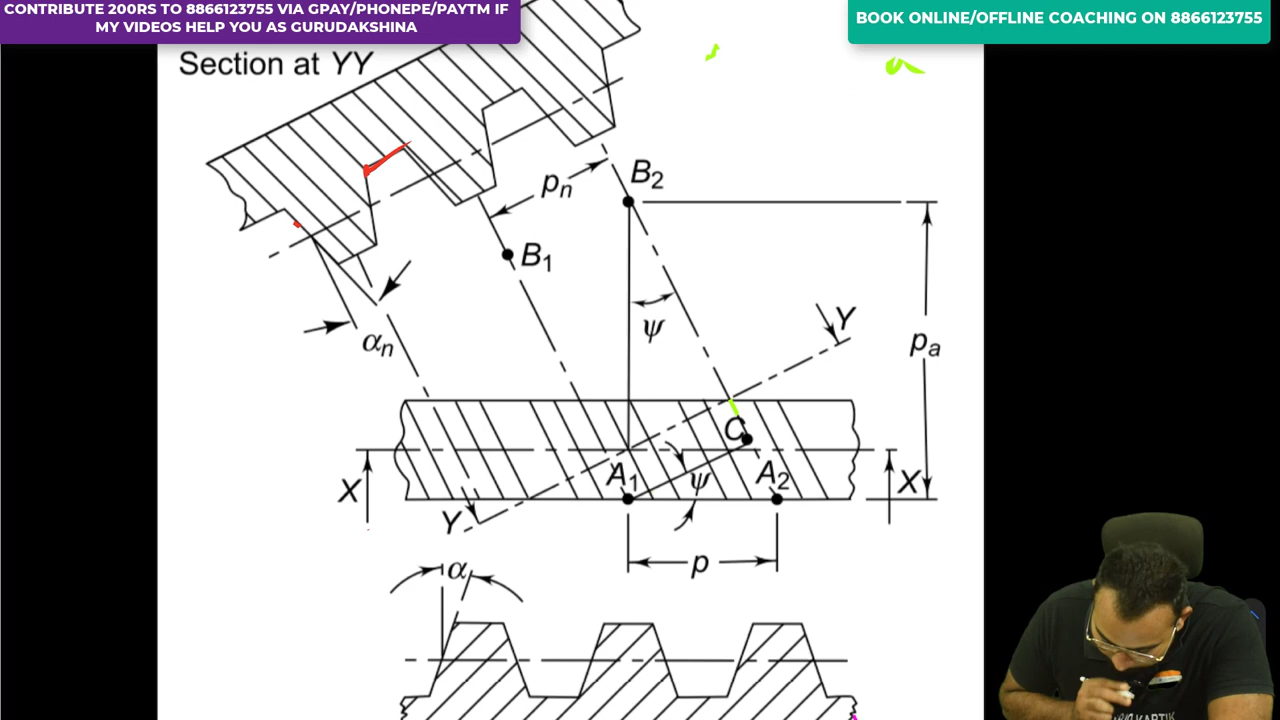 CONTRIBUTE 200RS TO 8866123755 VIA GPAY/PHONEPE/PAYTM IF
MY VIDEOS HELP YOU AS GURUDAKSHINA
BOOK ONLINE/OFFLINE COACHING ON 8866123755
Section at YY
pn
B2
B1
ψ
Y
αn
pa
C
A1
ψ
A2
X
X
Y
p
α
KARTIK